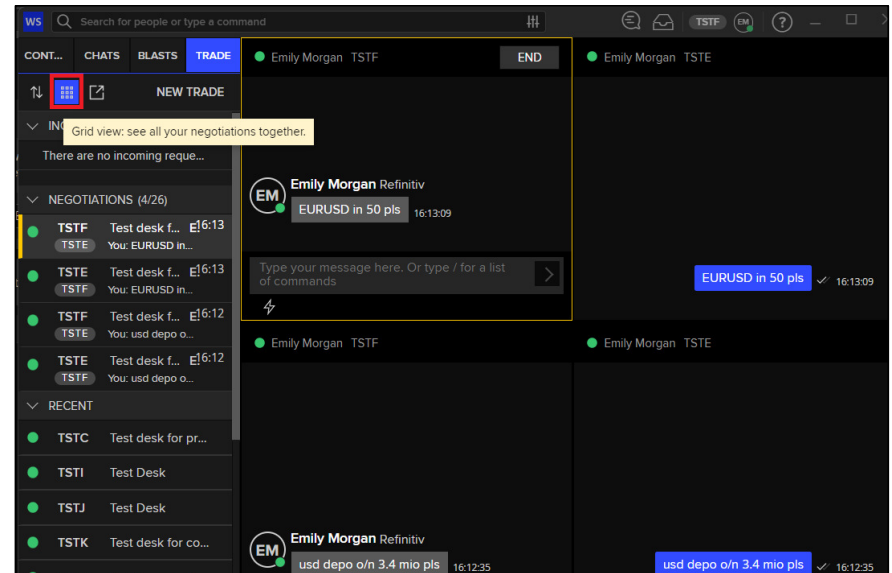 WS Search for people or type a command TSTF EM ?
CONT... CHATS BLASTS TRADE
NEW TRADE
Grid view: see all your negotiations together.
There are no incoming reque...
NEGOTIATIONS (4/26)
TSTF Test desk f... E! 16:13
TSTE You: EURUSD in...
TSTE Test desk f... E! 16:13
TSTF You: EURUSD in...
TSTF Test desk f... E! 16:12
TSTE You: usd depo o...
TSTE Test desk f... E! 16:12
TSTF You: usd depo o...
RECENT
TSTC Test desk for pr...
TSTI Test Desk
TSTJ Test Desk
TSTK Test desk for co...
Emily Morgan TSTF END
EM Emily Morgan Refinitiv
EURUSD in 50 pls 16:13:09
Type your message here. Or type / for a list
of commands
Emily Morgan TSTE
EURUSD in 50 pls 16:13:09
Emily Morgan TSTF
EM Emily Morgan Refinitiv
usd depo o/n 3.4 mio pls 16:12:35
Emily Morgan TSTE
usd depo o/n 3.4 mio pls 16:12:35